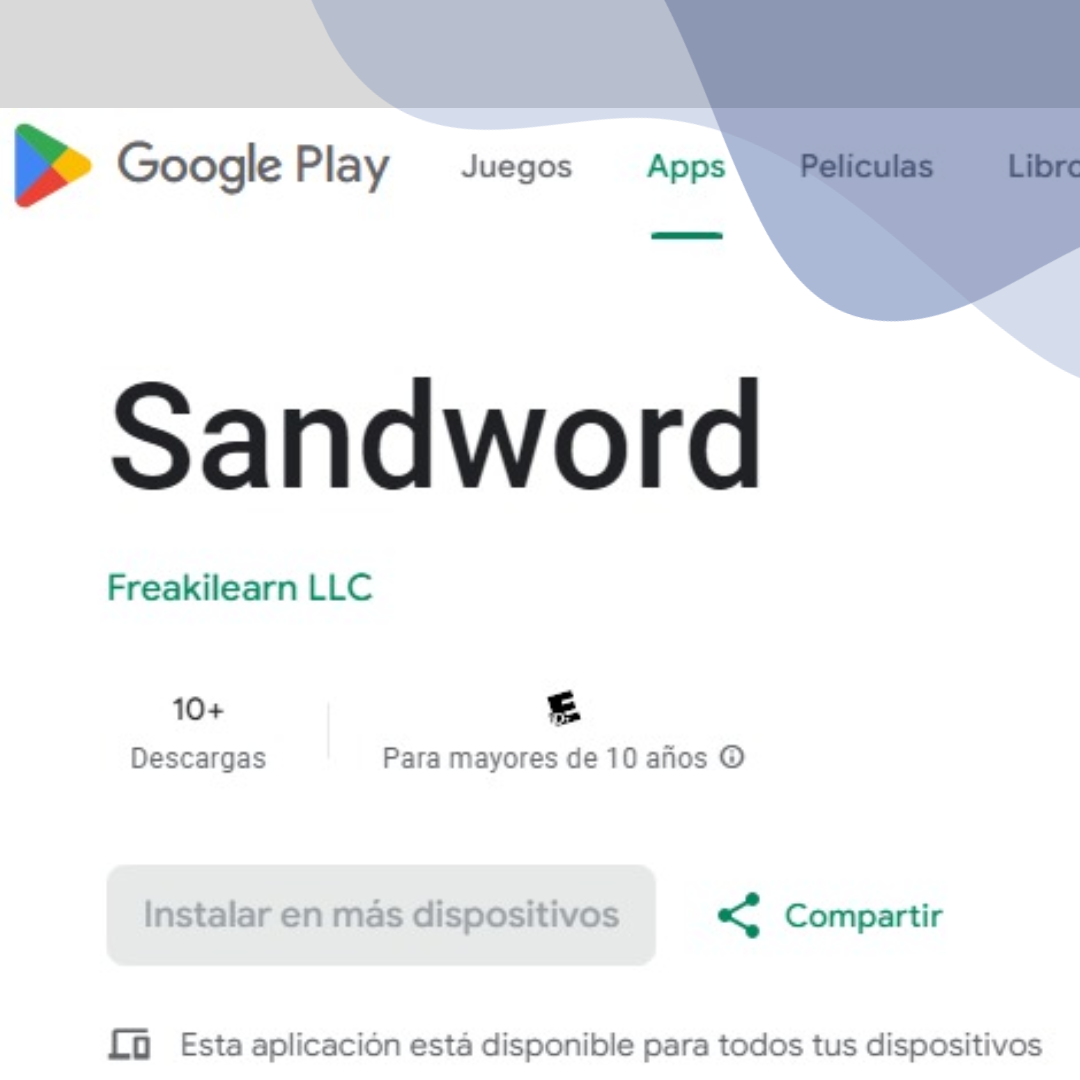 Google Play Juegos Apps Películas Libro
Sandword
Freakilearn LLC
10+
Descargas
Para mayores de 10 años
Instalar en más dispositivos
Compartir
Esta aplicación está disponible para todos tus dispositivos